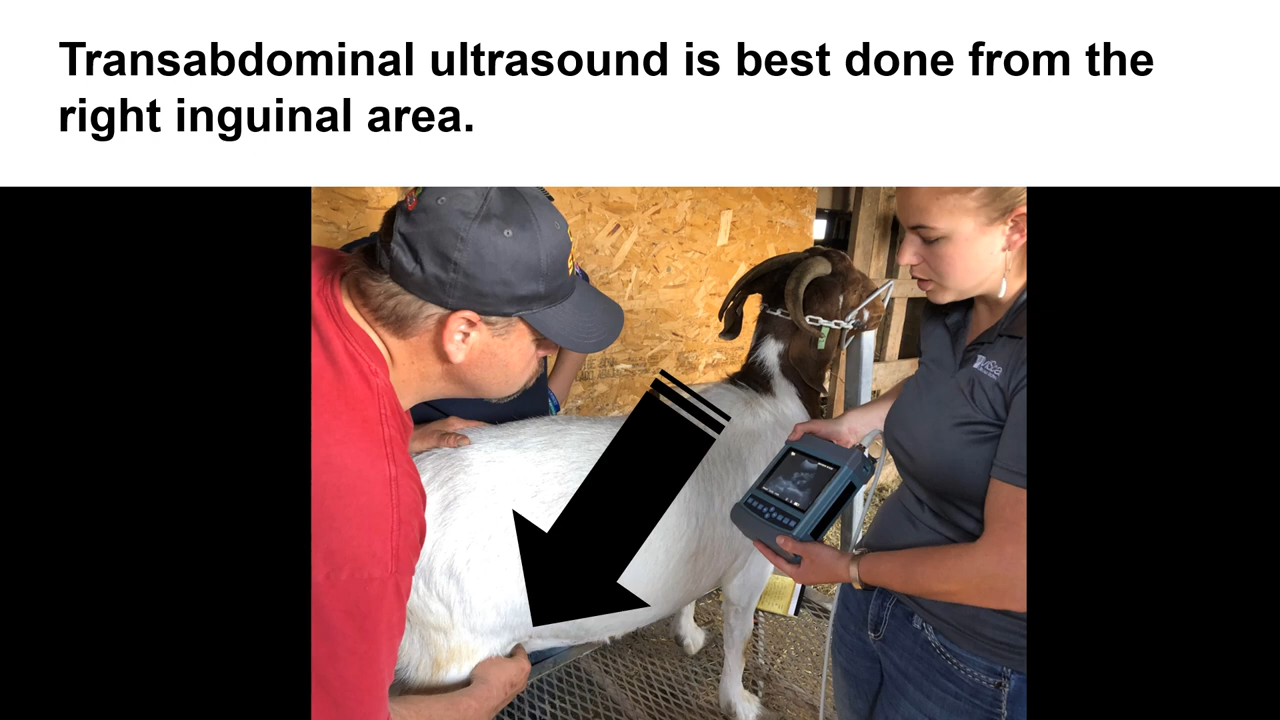 Transabdominal ultrasound is best done from the
right inguinal area.